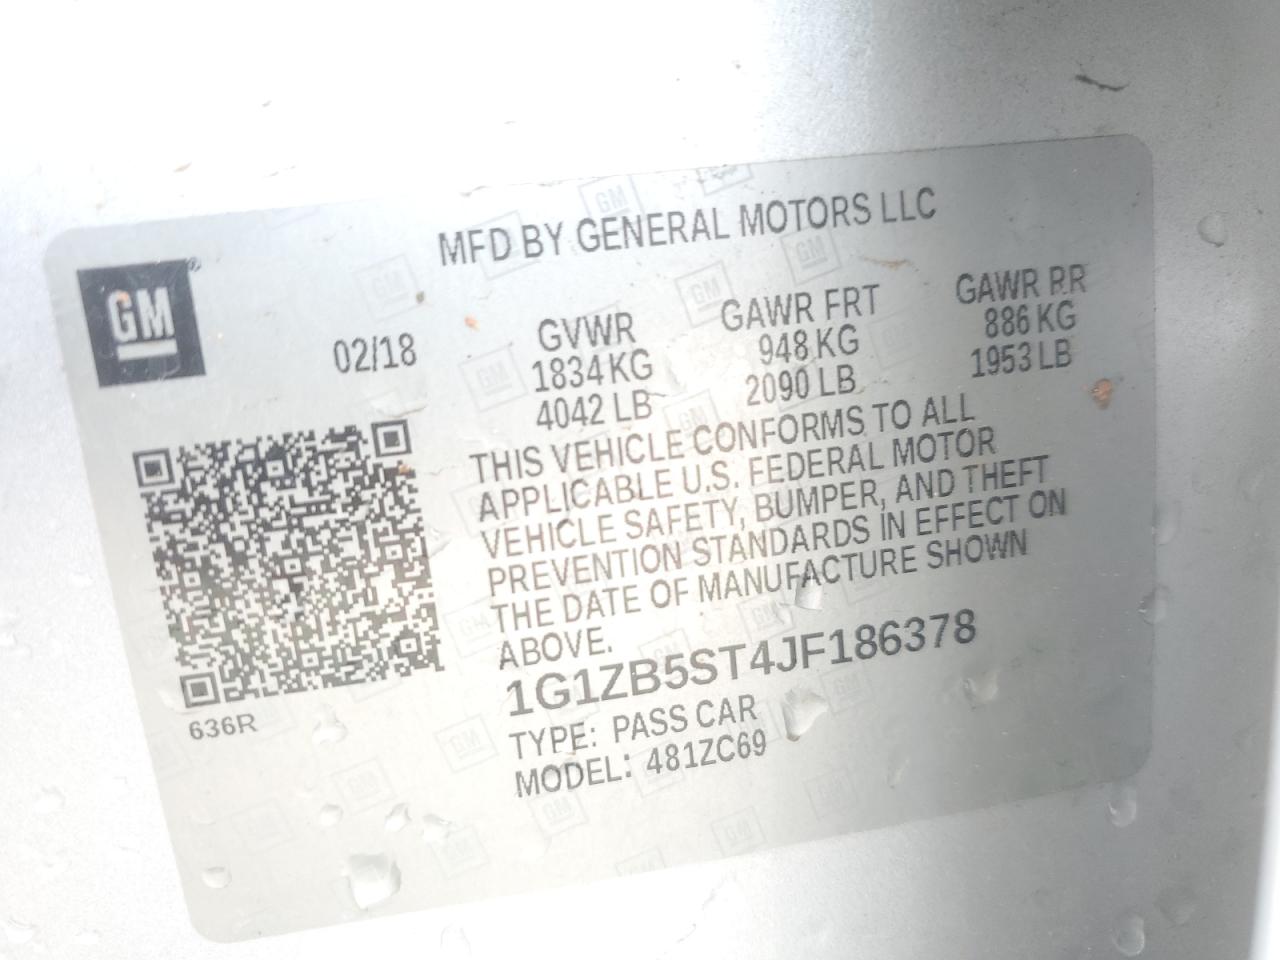 MFD BY GENERAL MOTORS LLC
GM®
02/18
GVWR
1834 KG
4042 LB
GAWR FRT
948 KG
2090 LB
GAWR RR
886 KG
1953 LB
THIS VEHICLE CONFORMS TO ALL
APPLICABLE U.S. FEDERAL MOTOR
VEHICLE SAFETY, BUMPER, AND THEFT
PREVENTION STANDARDS IN EFFECT ON
THE DATE OF MANUFACTURE SHOWN
ABOVE.
1G1ZB5ST4JF186378
TYPE: PASS CAR
MODEL: 481ZC69
636R